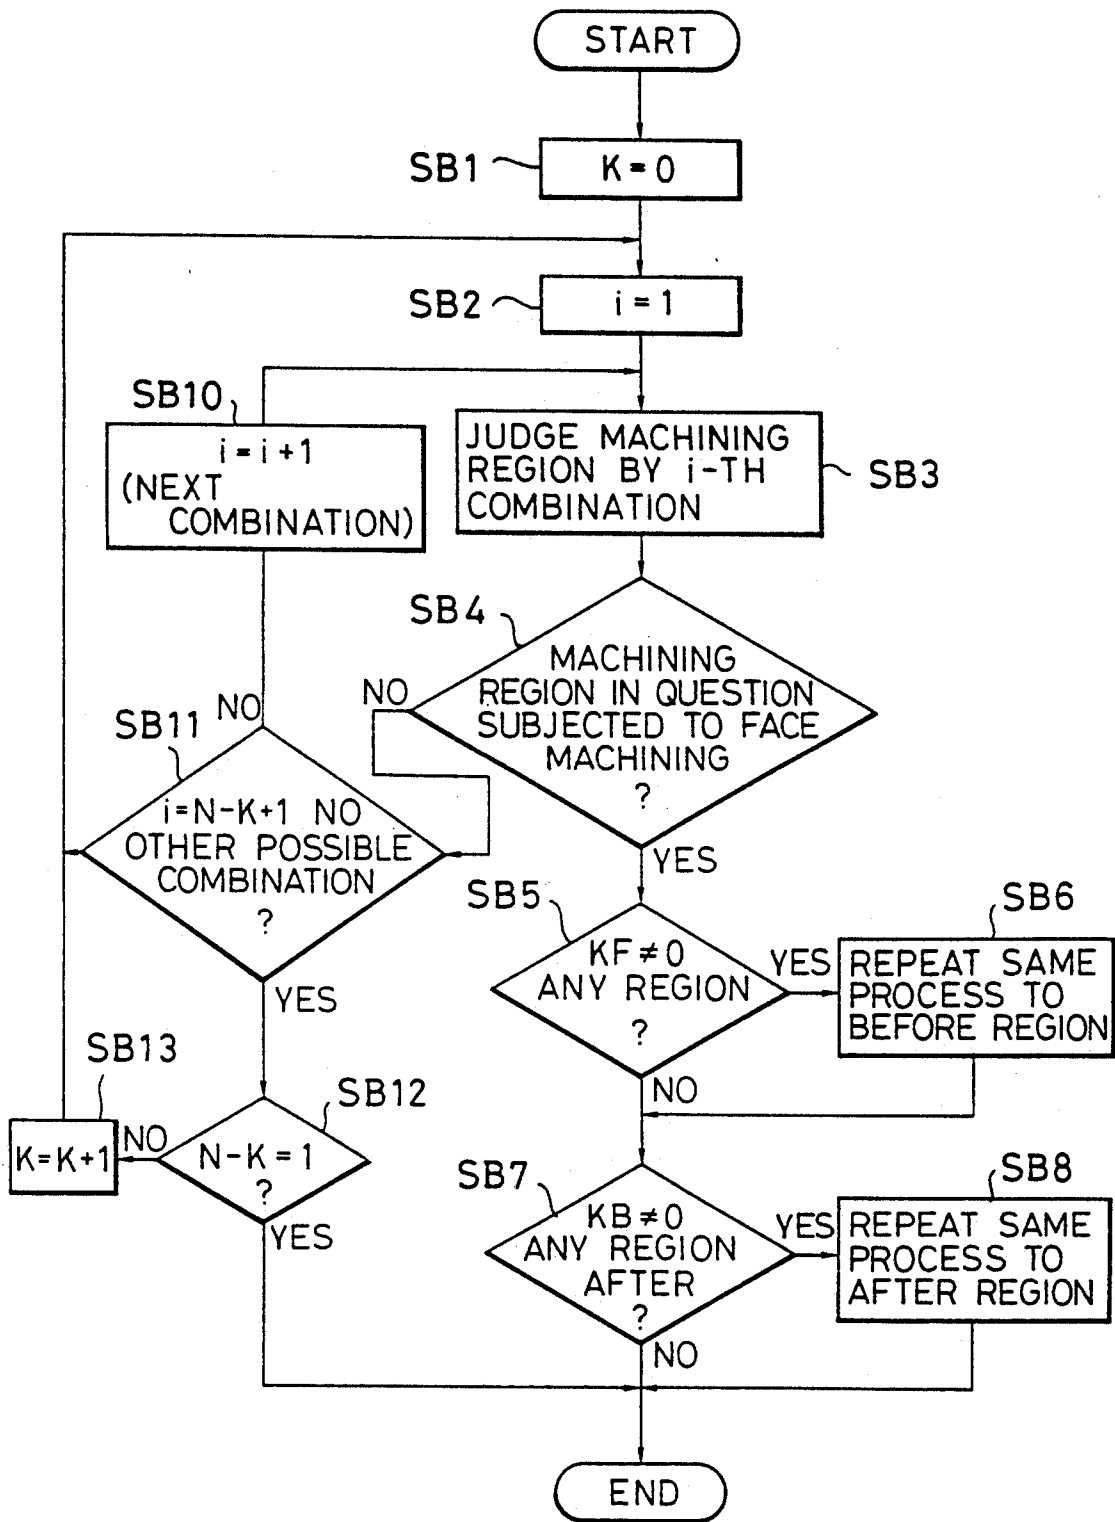 START
SB1
K = 0
SB2
i = 1
SB10
i = i + 1
(NEXT
COMBINATION)
JUDGE MACHINING
REGION BY i-TH
COMBINATION
SB3
SB4
MACHINING
REGION IN QUESTION
SUBJECTED TO FACE
MACHINING
?
NO
YES
SB11
NO
i=N-K+1 NO
OTHER POSSIBLE
COMBINATION
?
YES
SB5
KF≠0
ANY REGION
?
YES
NO
SB6
REPEAT SAME
PROCESS TO
BEFORE REGION
SB13
K=K+1
NO
SB12
N-K=1
?
YES
SB7
KB≠0
ANY REGION
AFTER
?
YES
NO
SB8
REPEAT SAME
PROCESS TO
AFTER REGION
END